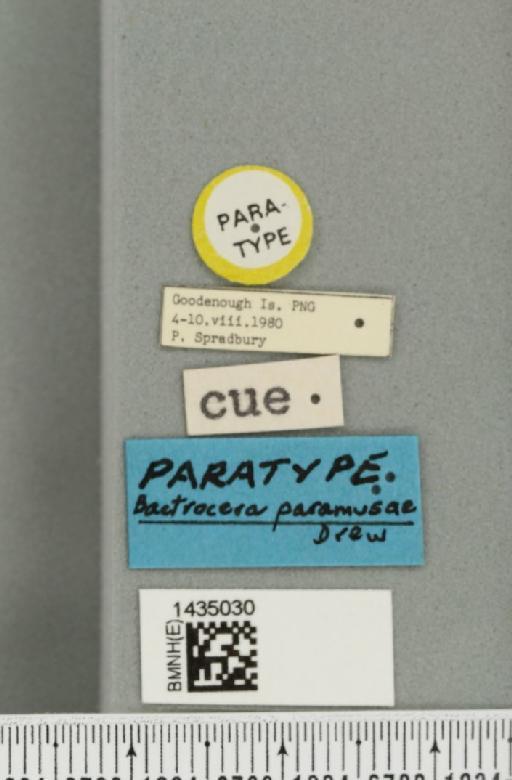 PARA-
TYPE
Goodenough Is. PNG
4-10.viii.1980
P. Spradbury
cue
PARATYPE.
Bactrocera paramusae
Drew
1435030
BMNH(E)